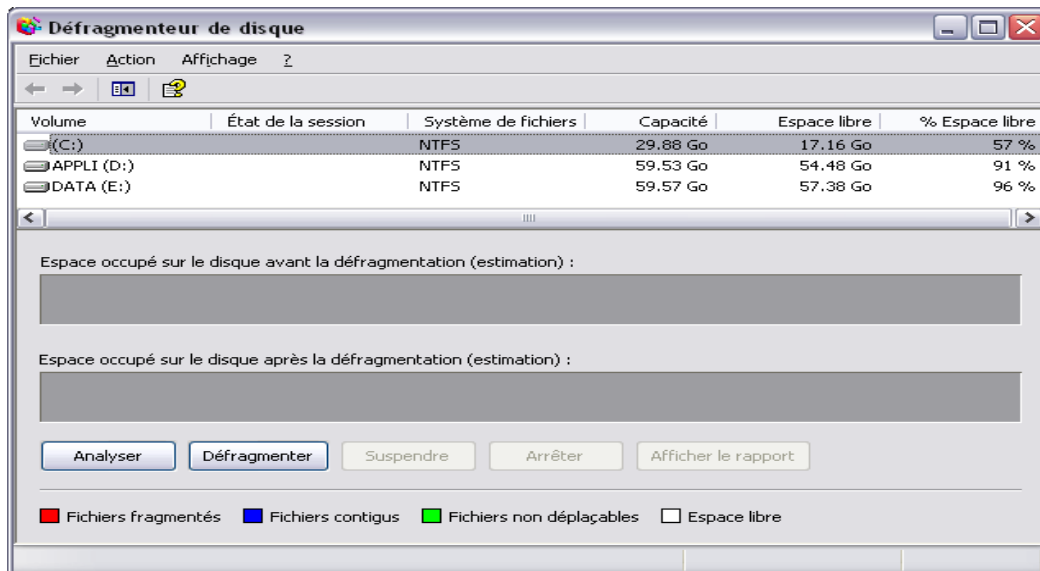 Défragmenteur de disque
Fichier Action Affichage ?
Volume État de la session Système de fichiers Capacité Espace libre % Espace libre
(C:) NTFS 29.88 Go 17.16 Go 57 %
APPLI (D:) NTFS 59.53 Go 54.48 Go 91 %
DATA (E:) NTFS 59.57 Go 57.38 Go 96 %
Espace occupé sur le disque avant la défragmentation (estimation) :
Espace occupé sur le disque après la défragmentation (estimation) :
Analyser Défragmenter Suspendre Arrêter Afficher le rapport
Fichiers fragmentés Fichiers contigus Fichiers non déplaçables Espace libre